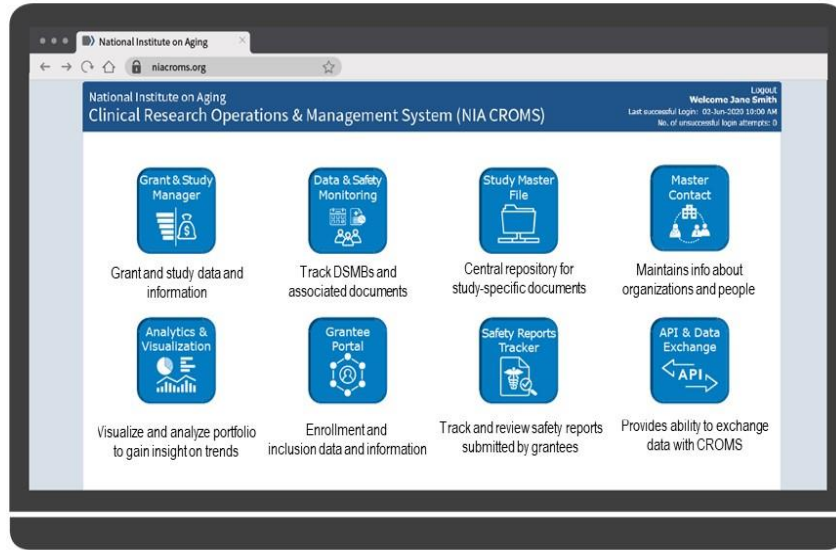 National Institute on Aging
niacroms.org
National Institute on Aging
Clinical Research Operations & Management System (NIA CROMS)
Logout
Welcome Jane Smith
Last successful Login: 02-Jun-2020 10:00 AM
No. of unsuccessful login attempts: 0
Grant & Study
Manager
Grant and study data and
information
Data & Safety
Monitoring
Track DSMBs and
associated documents
Study Master
File
Central repository for
study-specific documents
Master
Contact
Maintains info about
organizations and people
Analytics &
Visualization
Visualize and analyze portfolio
to gain insight on trends
Grantee
Portal
Enrollment and
inclusion data and information
Safety Reports
Tracker
Track and review safety reports
submitted by grantees
API & Data
Exchange
API
Provides ability to exchange
data with CROMS